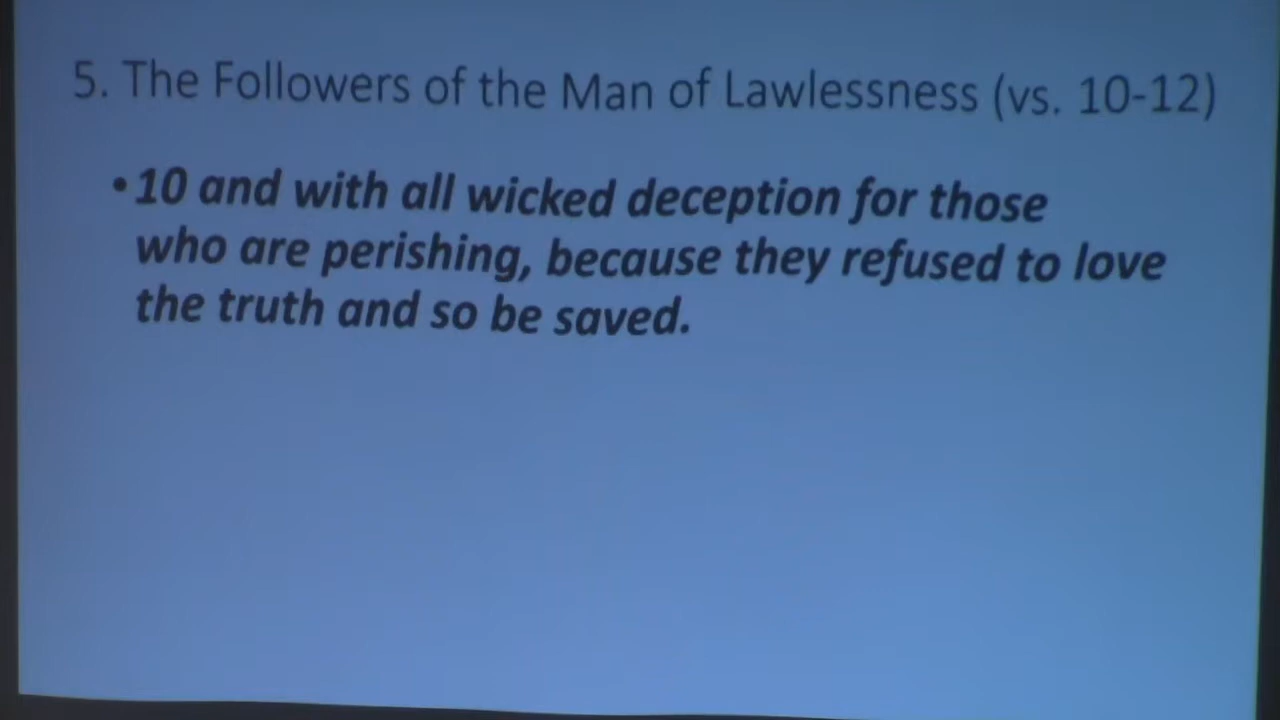 5. The Followers of the Man of Lawlessness (vs. 10-12)
• 10 and with all wicked deception for those
who are perishing, because they refused to love
the truth and so be saved.